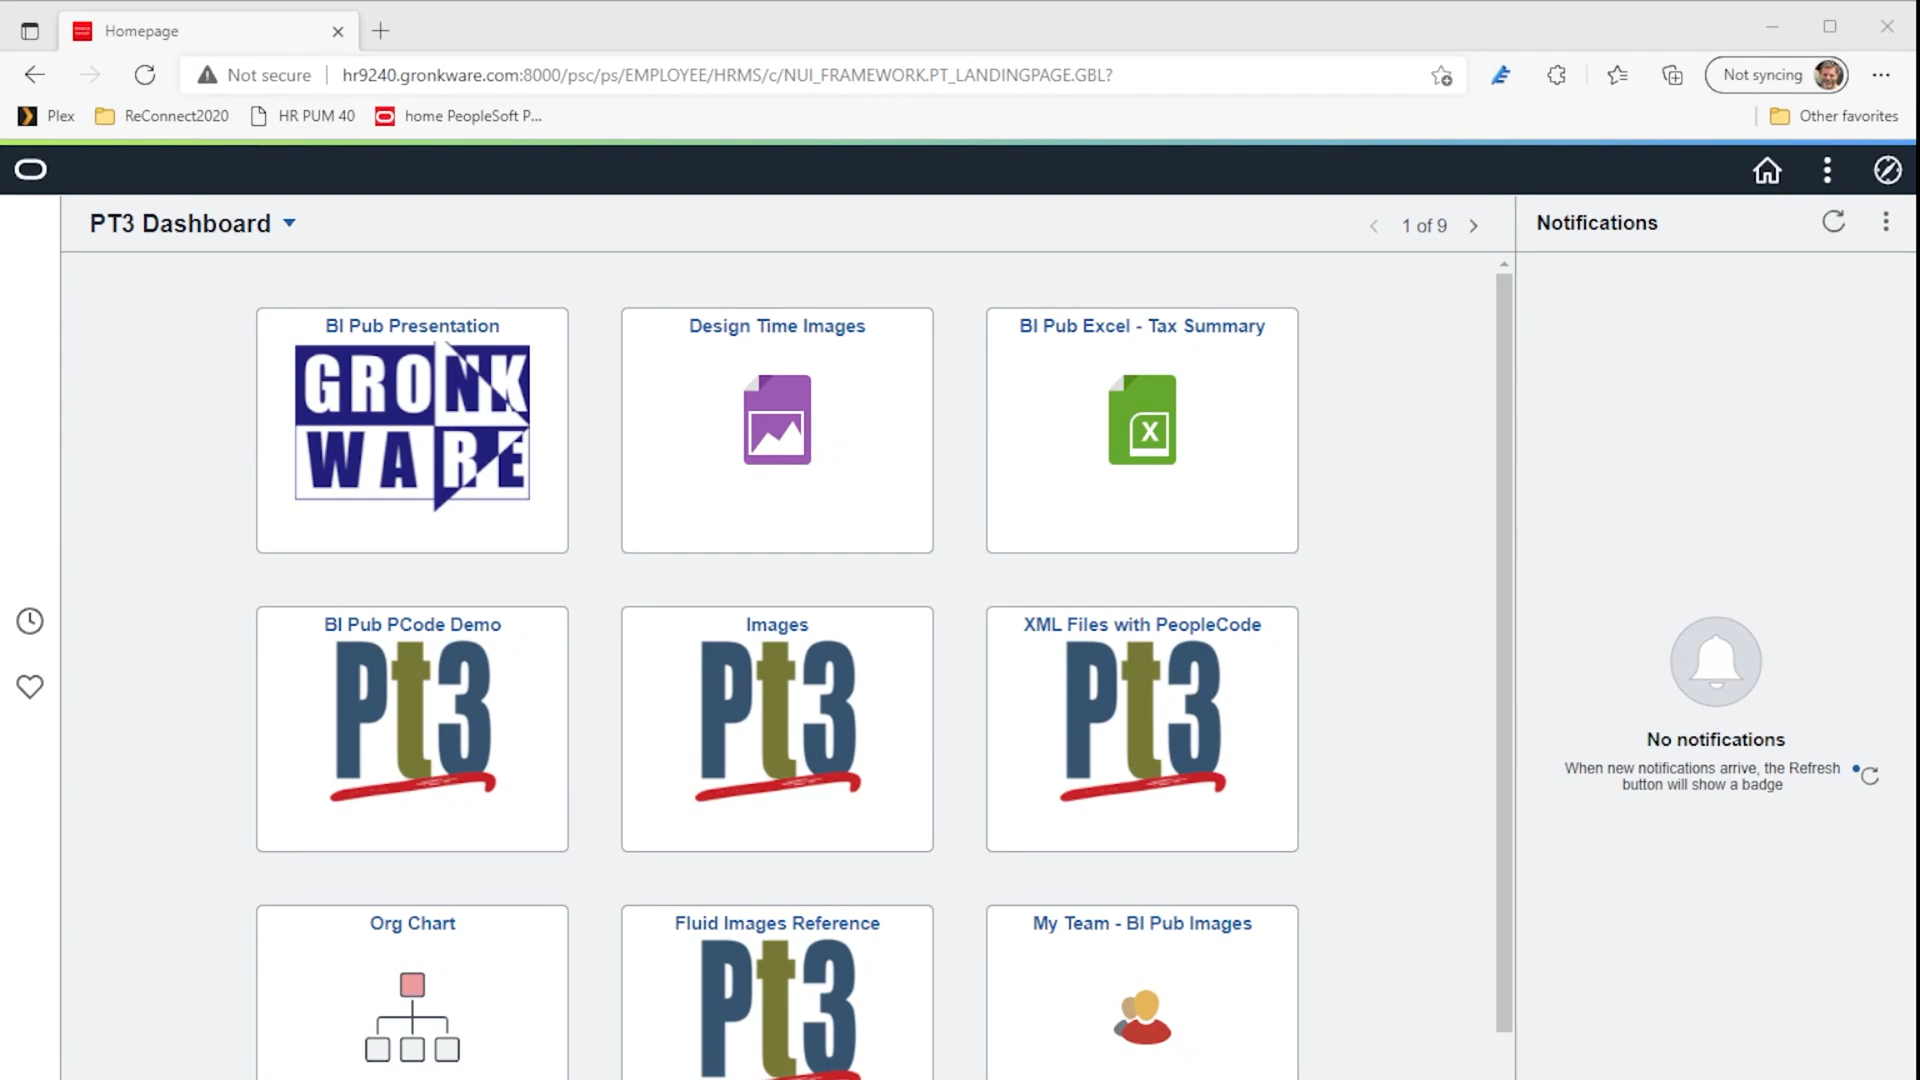 Homepage
Not secure
hr9240.gronkware.com:8000/psc/ps/EMPLOYEE/HRMS/c/NUI_FRAMEWORK.PT_LANDINGPAGE.GBL?
Not syncing
Plex
ReConnect2020
HR PUM 40
home PeopleSoft P...
Other favorites
PT3 Dashboard
1 of 9
Notifications
BI Pub Presentation
Design Time Images
BI Pub Excel - Tax Summary
GRONK
WARE
X
BI Pub PCode Demo
Images
XML Files with PeopleCode
Pt3
Pt3
Pt3
No notifications
When new notifications arrive, the Refresh
button will show a badge
Org Chart
Fluid Images Reference
My Team - BI Pub Images
Pt3